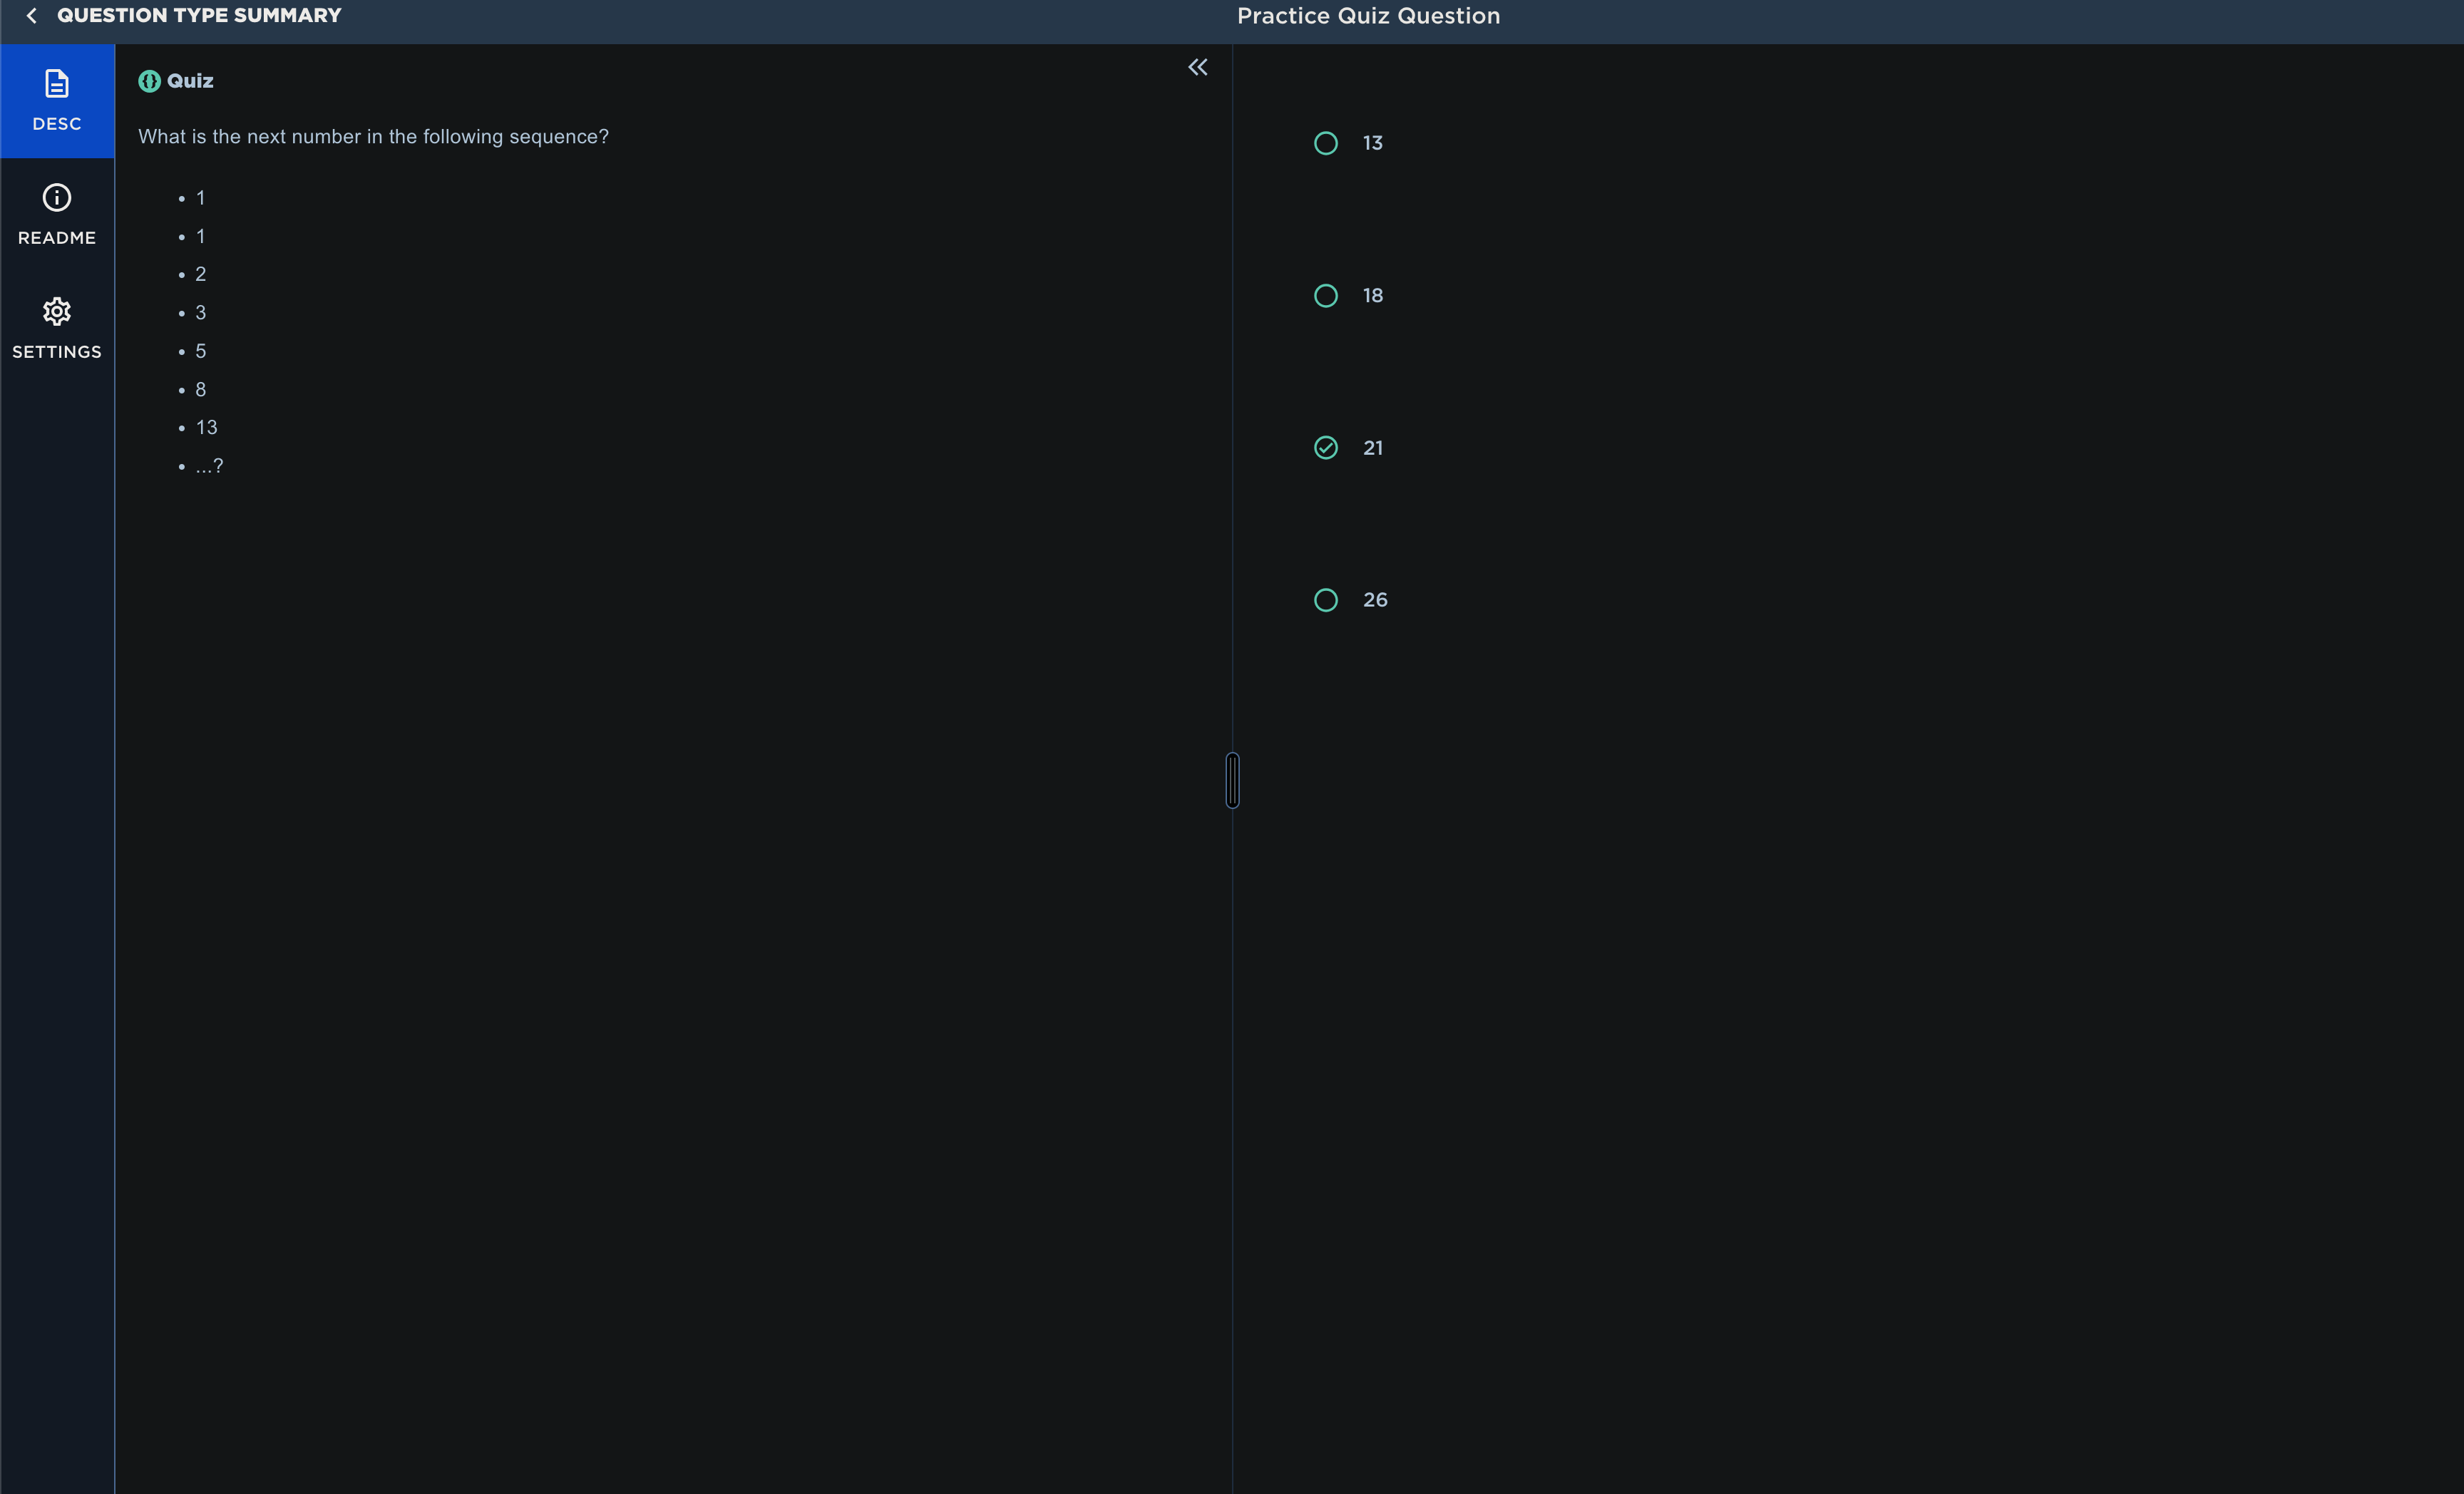 QUESTION TYPE SUMMARY
Practice Quiz Question
DESC
README
SETTINGS
Quiz
What is the next number in the following sequence?
1
1
2
3
5
8
13
...?
13
18
21
26